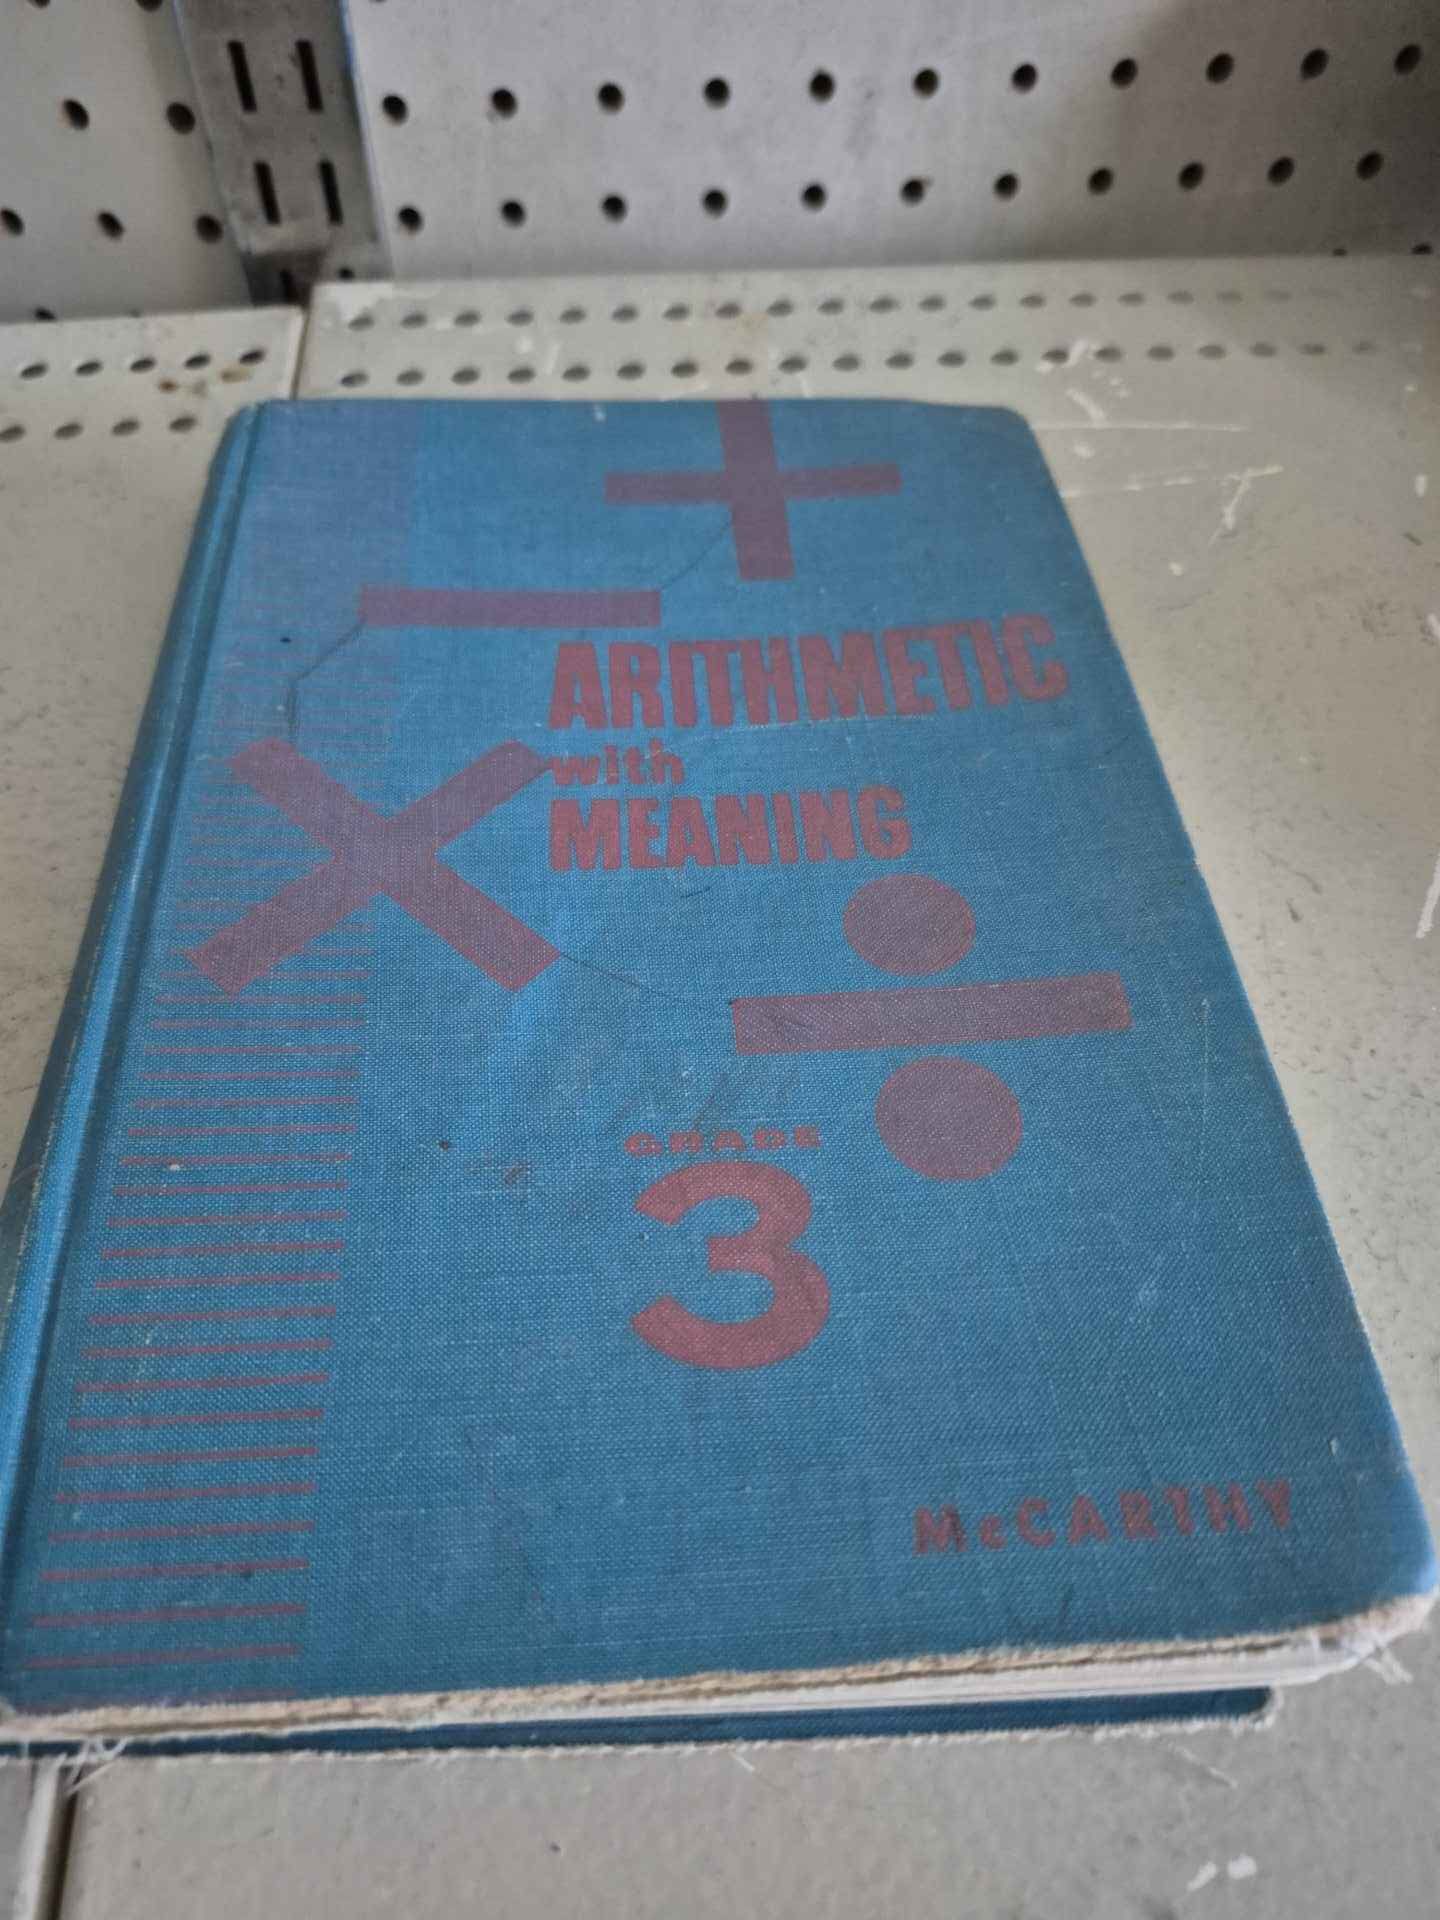 ARITHMETIC
with
MEANING
GRADE
3
McCARTHY